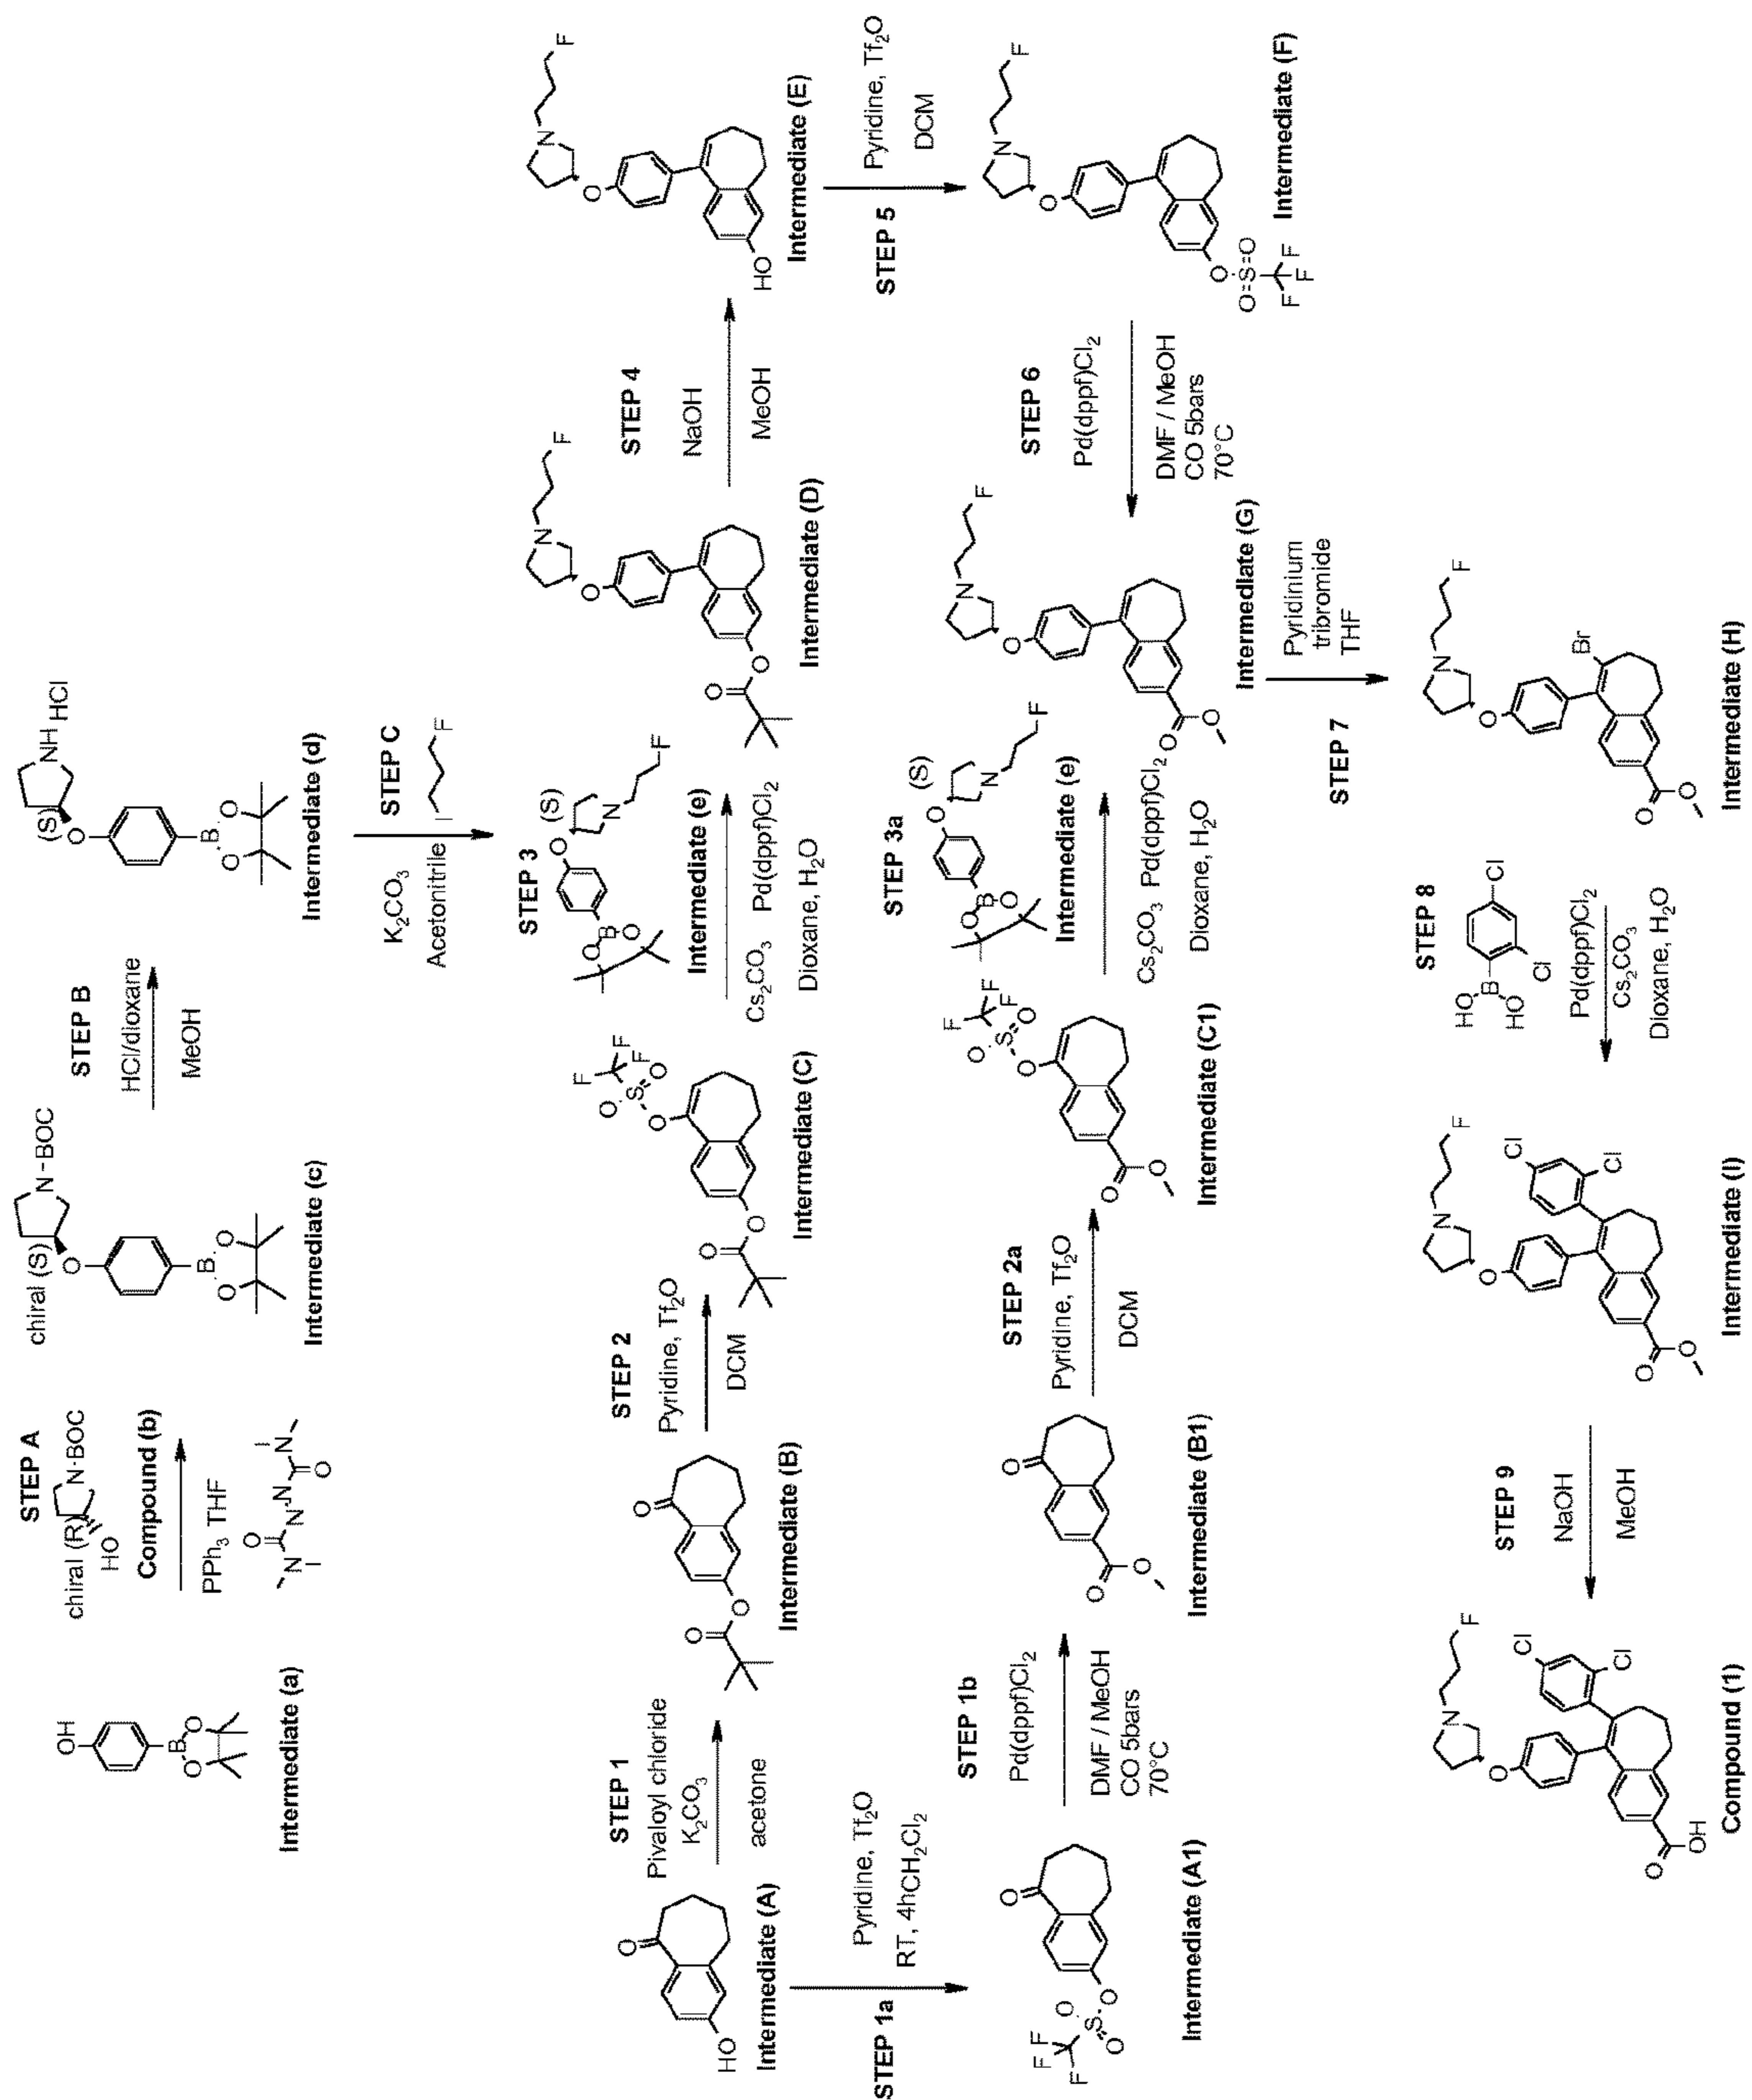 STEP A
chiral (R)
N-BOC
HO
Compound (b)
PPh3 THF
OH
B
O
O
Intermediate (a)
N
O
N
N
O
N
chiral (S)
N-BOC
O
B
O
O
Intermediate (c)
STEP B
HCl/dioxane
MeOH
(S)
NH
HCl
O
B
O
O
Intermediate (d)
STEP C
K2CO3
Acetonitrile
I
F
HO
O
Intermediate (A)
STEP 1
Pivaloyl chloride
K2CO3
acetone
O
O
O
Intermediate (B)
STEP 2
Pyridine, Tf2O
DCM
F
F
F
O
S
O
O
O
O
Intermediate (C)
STEP 3
(S)
O
N
F
B
O
O
Intermediate (e)
Cs2CO3 Pd(dppf)Cl2
Dioxane, H2O
F
N
O
O
O
Intermediate (D)
STEP 4
NaOH
MeOH
F
N
O
HO
Intermediate (E)
STEP 5
Pyridine, Tf2O
DCM
STEP 1a
Pyridine, Tf2O
RT, 4hCH2Cl2
O
O
O
S
O
F
F
F
Intermediate (A1)
STEP 1b
Pd(dppf)Cl2
DMF / MeOH
CO 5bars
70°C
O
O
O
Intermediate (B1)
STEP 2a
Pyridine, Tf2O
DCM
F
F
F
O
S
O
O
O
O
Intermediate (C1)
STEP 3a
(S)
O
N
F
B
O
O
Intermediate (e)
Cs2CO3 Pd(dppf)Cl2
Dioxane, H2O
F
N
O
O
O
Intermediate (G)
STEP 6
Pd(dppf)Cl2
DMF / MeOH
CO 5bars
70°C
F
N
O
O
O=S=O
F
F
F
Intermediate (F)
STEP 7
Pyridinium
tribromide
THF
F
N
Br
O
O
O
Intermediate (H)
STEP 8
Cl
Cl
B
HO
OH
Pd(dppf)Cl2
Cs2CO3
Dioxane, H2O
F
N
Cl
Cl
O
O
O
Intermediate (I)
STEP 9
NaOH
MeOH
F
N
Cl
Cl
O
O
OH
Compound (1)